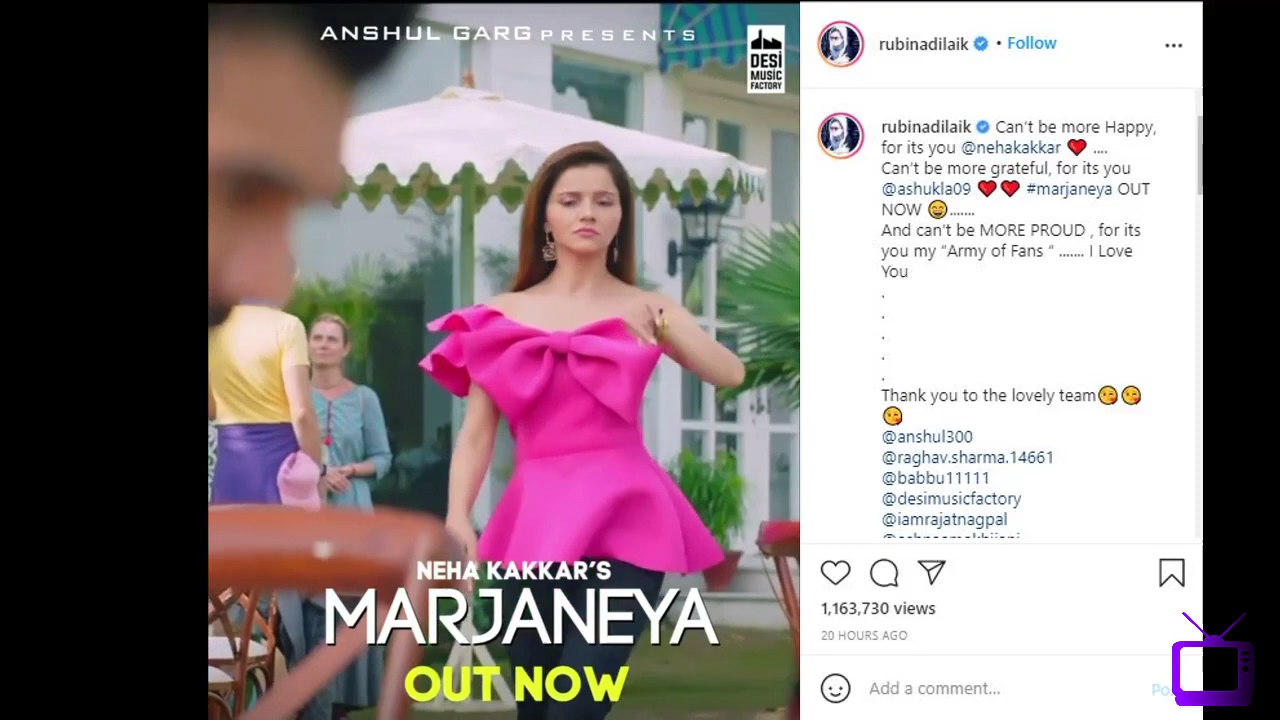 ANSHUL GARG PRESENTS
DESi
MUSIC
FACTORY
NEHA KAKKAR'S
MARJANEYA
OUT NOW
rubinadilaik • Follow
rubinadilaik Can't be more Happy,
for its you @nehakakkar ❤️ ....
Can't be more grateful, for its you
@ashukla09 ❤️❤️ #marjaneya OUT
NOW 😄.......
And can't be MORE PROUD , for its
you my “Army of Fans “ ....... I Love
You
.
.
.
.
.
Thank you to the lovely team😘😘
😘
@anshul300
@raghav.sharma.14661
@babbu11111
@desimusicfactory
@iamrajatnagpal
1,163,730 views
20 HOURS AGO
Add a comment...